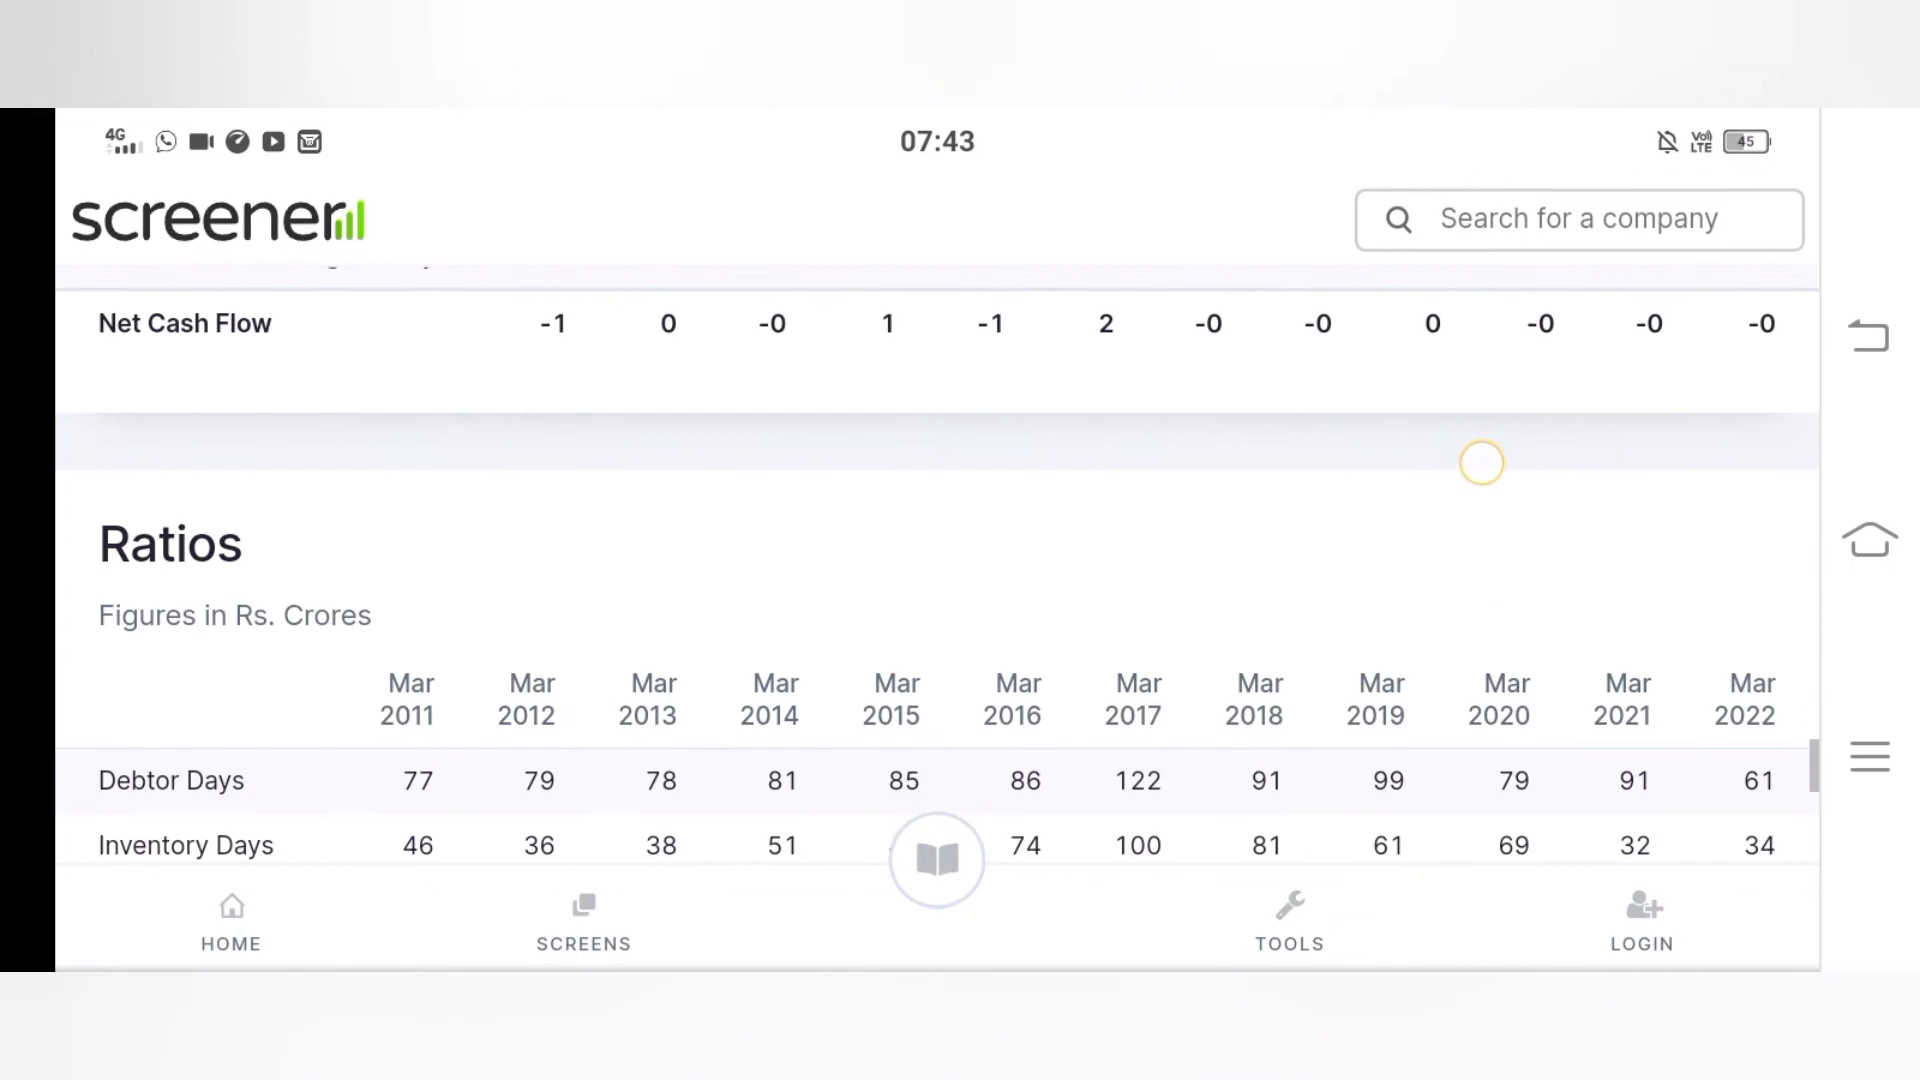 4G 07:43 Vo) LTE 45
screener Search for a company
Net Cash Flow -1 0 -0 1 -1 2 -0 -0 0 -0 -0 -0
Ratios
Figures in Rs. Crores
Mar Mar Mar Mar Mar Mar Mar Mar Mar Mar Mar Mar
2011 2012 2013 2014 2015 2016 2017 2018 2019 2020 2021 2022
Debtor Days 77 79 78 81 85 86 122 91 99 79 91 61
Inventory Days 46 36 38 51 74 100 81 61 69 32 34
HOME SCREENS TOOLS LOGIN